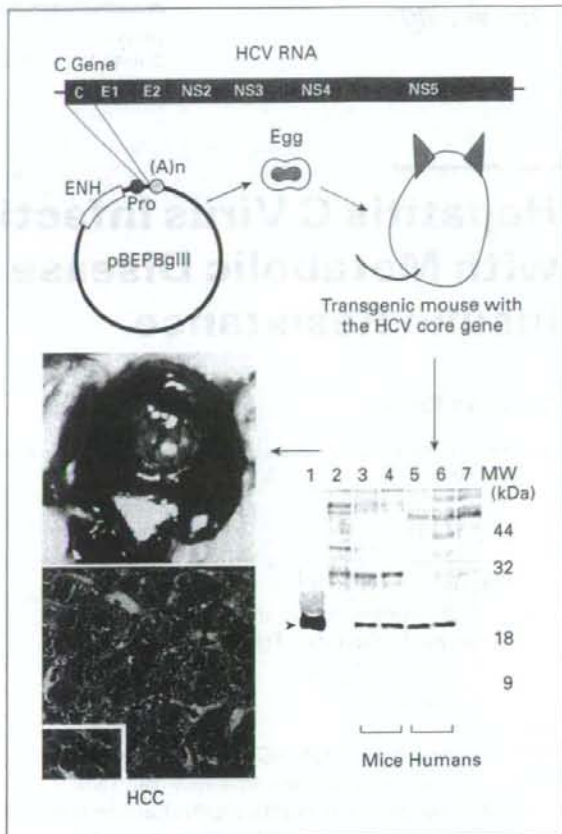 HCV RNA
C Gene
C E1 E2 NS2 NS3 NS4 NS5
(A)n
Egg
ENH
Pro
pBEPBgIII
Transgenic mouse with
the HCV core gene
1 2 3 4 5 6 7 MW
(kDa)
44
32
18
9
Mice Humans
HCC